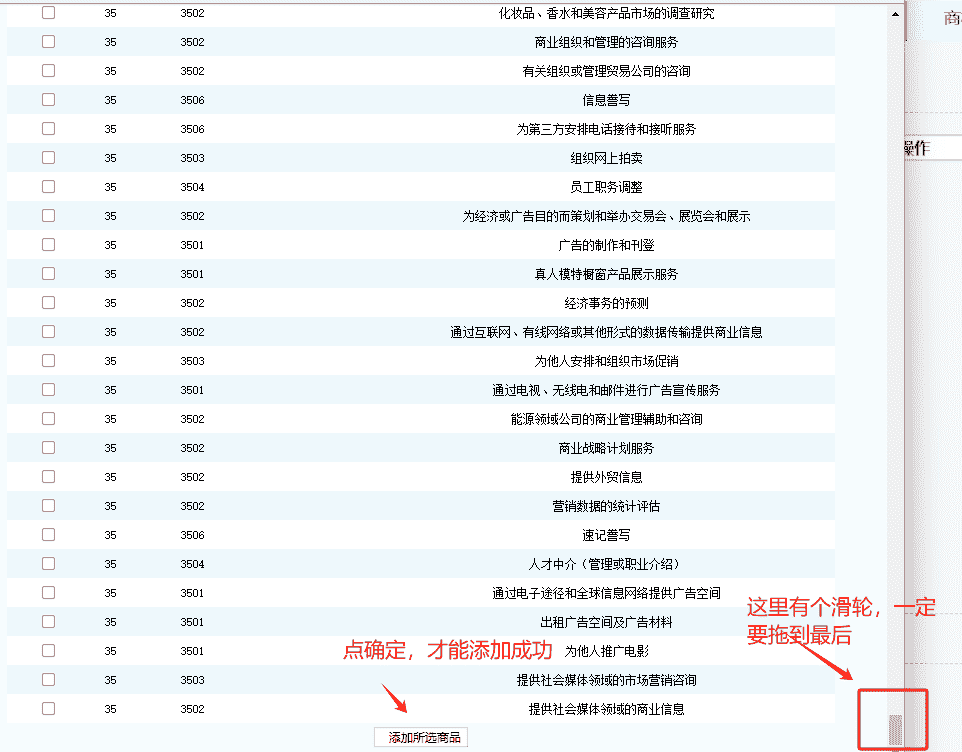 35 3502 化妆品、香水和美容产品市场的调查研究
商
35 3502 商业组织和管理的咨询服务
35 3502 有关组织或管理贸易公司的咨询
35 3506 信息誊写
35 3506 为第三方安排电话接待和接听服务
操作
35 3503 组织网上拍卖
35 3504 员工职务调整
35 3502 为经济或广告目的而策划和举办交易会、展览会和展示
35 3501 广告的制作和刊登
35 3501 真人模特橱窗产品展示服务
35 3502 经济事务的预测
35 3502 通过互联网、有线网络或其他形式的数据传输提供商业信息
35 3503 为他人安排和组织市场促销
35 3501 通过电视、无线电和邮件进行广告宣传服务
35 3502 能源领域公司的商业管理辅助和咨询
35 3502 商业战略计划服务
35 3502 提供外贸信息
35 3502 营销数据的统计评估
35 3506 速记誊写
35 3504 人才中介（管理或职业介绍）
35 3501 通过电子途径和全球信息网络提供广告空间
这里有个滑轮，一定
要拖到最后
35 3501 出租广告空间及广告材料
35 3501 为他人推广电影
点确定，才能添加成功
35 3503 提供社会媒体领域的市场营销咨询
35 3502 提供社会媒体领域的商业信息
添加所选商品